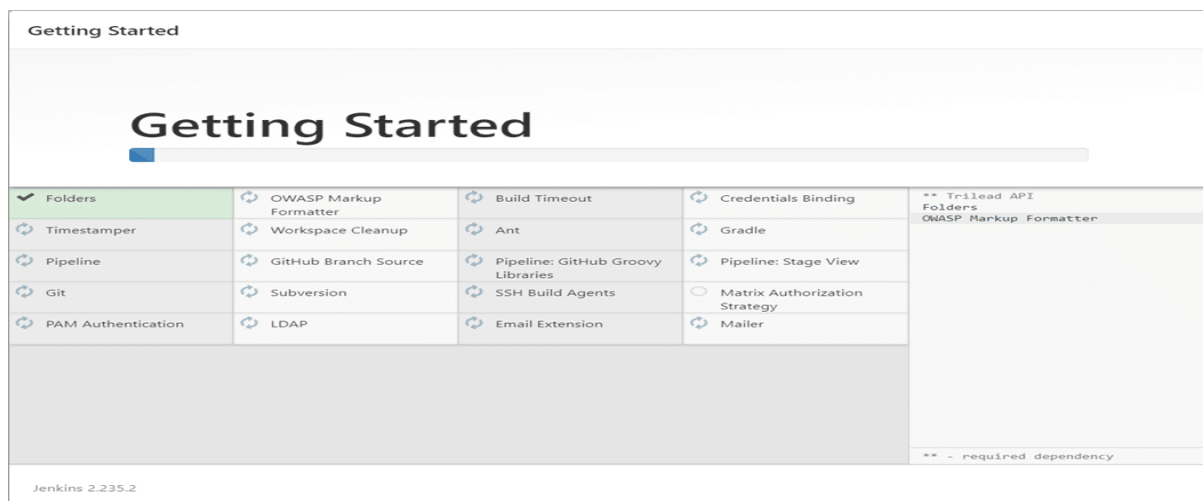 Getting Started
Getting Started
Folders
OWASP Markup
Formatter
Build Timeout
Credentials Binding
Timestamper
Workspace Cleanup
Ant
Gradle
Pipeline
GitHub Branch Source
Pipeline: GitHub Groovy
Libraries
Pipeline: Stage View
Git
Subversion
SSH Build Agents
Matrix Authorization
Strategy
PAM Authentication
LDAP
Email Extension
Mailer
** Trilead API
Folders
OWASP Markup Formatter
** - required dependency
Jenkins 2.235.2